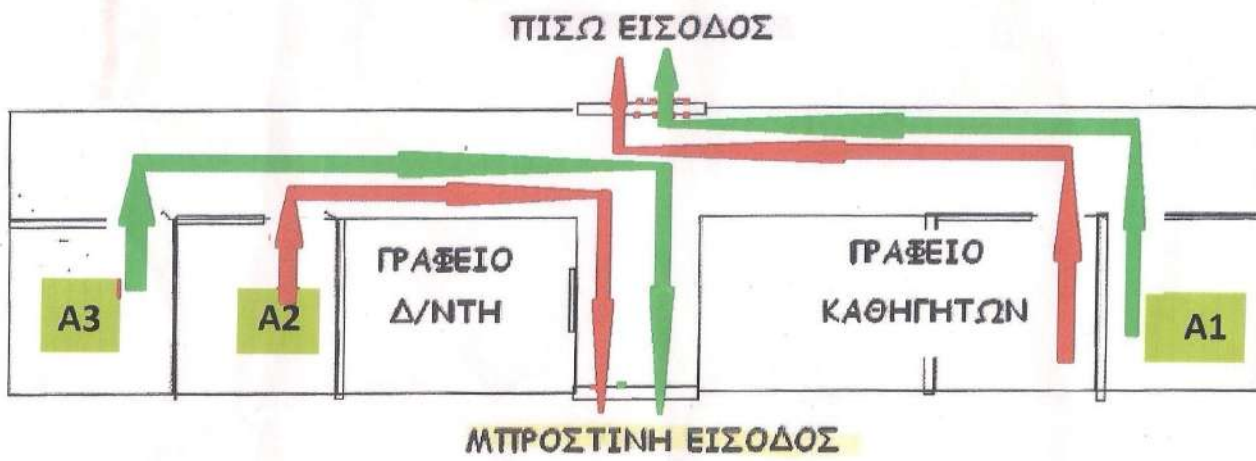 ΠΙΣΩ ΕΙΣΟΔΟΣ
ΓΡΑΦΕΙΟ
Δ/ΝΤΗ
ΓΡΑΦΕΙΟ
ΚΑΘΗΓΗΤΩΝ
A3
A2
A1
ΜΠΡΟΣΤΙΝΗ ΕΙΣΟΔΟΣ